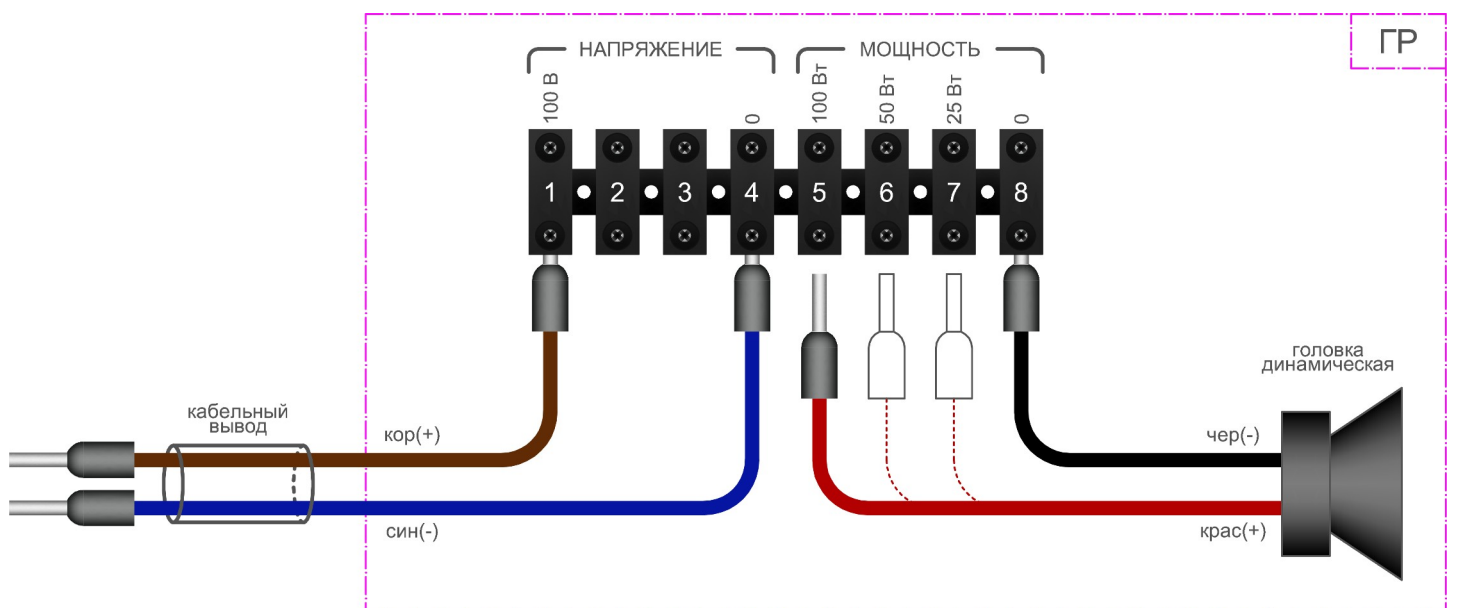 ГР
НАПРЯЖЕНИЕ
МОЩНОСТЬ
100 В
0
100 Вт
50 Вт
25 Вт
0
1 2 3 4 5 6 7 8
головка
динамическая
кабельный
вывод
кор(+)
чер(-)
син(-)
крас(+)